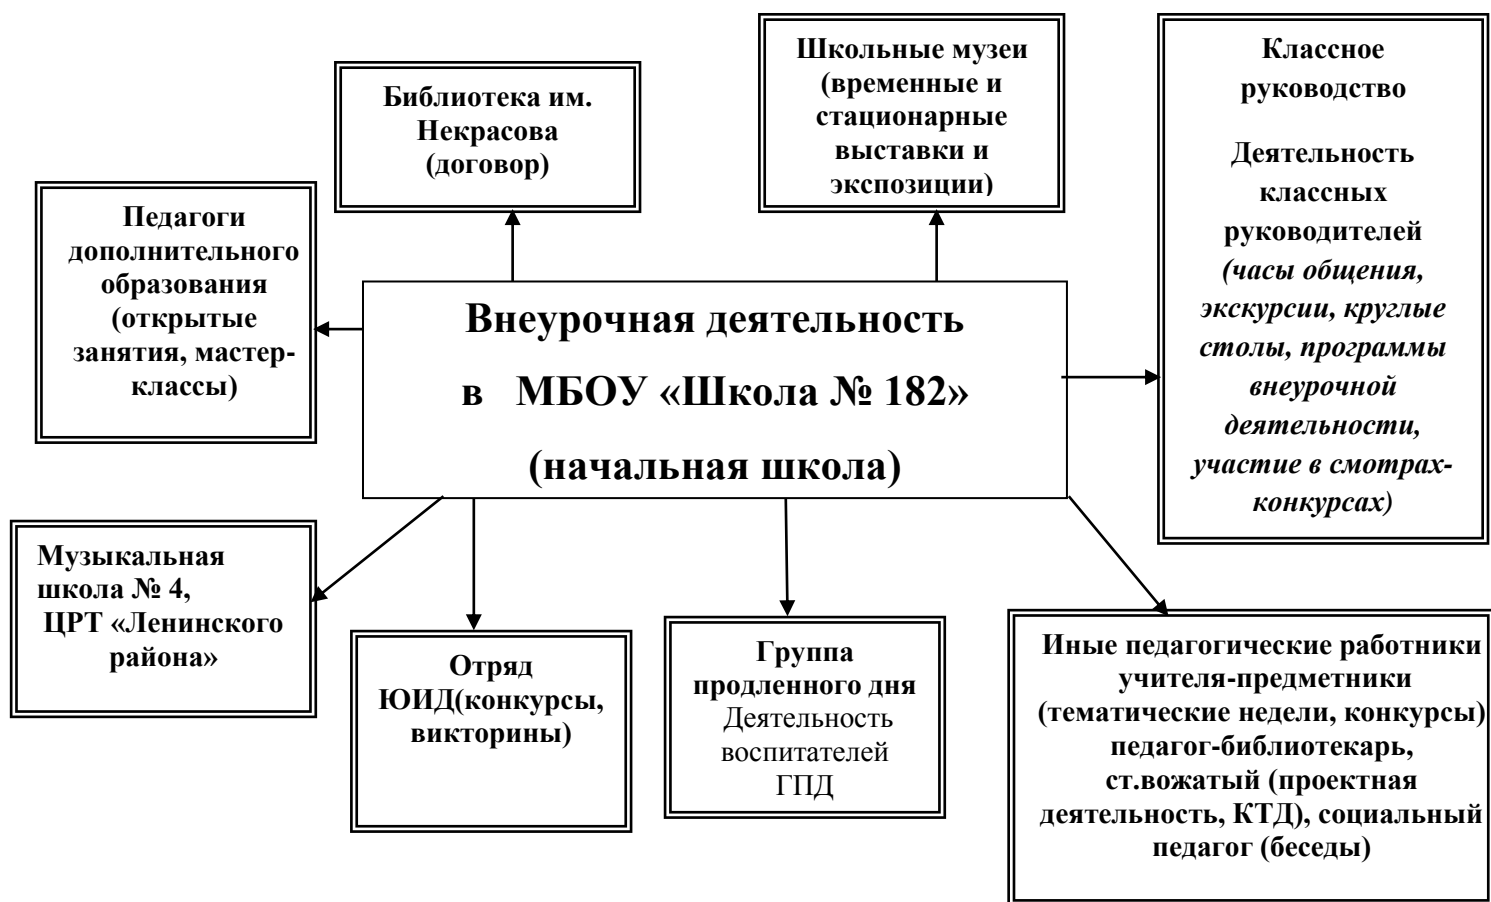 Библиотека им.
Некрасова
(договор)
Школьные музеи
(временные и
стационарные
выставки и
экспозиции)
Классное
руководство
Деятельность
классных
руководителей
(часы общения,
экскурсии, круглые
столы, программы
внеурочной
деятельности,
участие в смотрах-
конкурсах)
Педагоги
дополнительного
образования
(открытые
занятия, мастер-
классы)
Внеурочная деятельность
в МБОУ «Школа № 182»
(начальная школа)
Музыкальная
школа № 4,
ЦРТ «Ленинского
района»
Отряд
ЮИД(конкурсы,
викторины)
Группа
продленного дня
Деятельность
воспитателей
ГПД
Иные педагогические работники
учителя-предметники
(тематические недели, конкурсы)
педагог-библиотекарь,
ст.вожатый (проектная
деятельность, КТД), социальный
педагог (беседы)